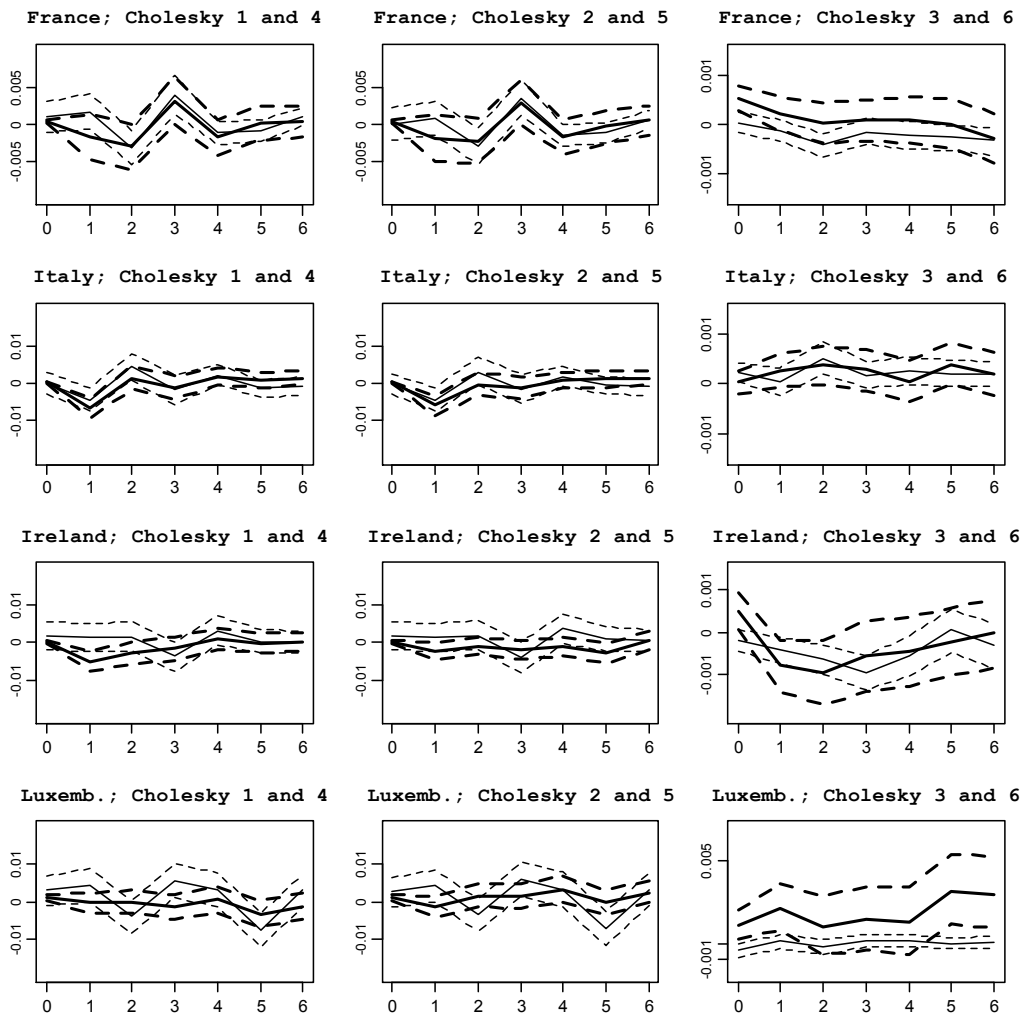 France; Cholesky 1 and 4
0.005
0
-0.005
0 1 2 3 4 5 6
France; Cholesky 2 and 5
0.005
0
-0.005
0 1 2 3 4 5 6
France; Cholesky 3 and 6
0.001
0
-0.001
0 1 2 3 4 5 6
Italy; Cholesky 1 and 4
0.01
0
-0.01
0 1 2 3 4 5 6
Italy; Cholesky 2 and 5
0.01
0
-0.01
0 1 2 3 4 5 6
Italy; Cholesky 3 and 6
0.001
0
-0.001
0 1 2 3 4 5 6
Ireland; Cholesky 1 and 4
0.01
0
-0.01
0 1 2 3 4 5 6
Ireland; Cholesky 2 and 5
0.01
0
-0.01
0 1 2 3 4 5 6
Ireland; Cholesky 3 and 6
0.001
0
-0.001
0 1 2 3 4 5 6
Luxemb.; Cholesky 1 and 4
0.01
0
-0.01
0 1 2 3 4 5 6
Luxemb.; Cholesky 2 and 5
0.01
0
-0.01
0 1 2 3 4 5 6
Luxemb.; Cholesky 3 and 6
0.005
0.001
-0.001
0 1 2 3 4 5 6